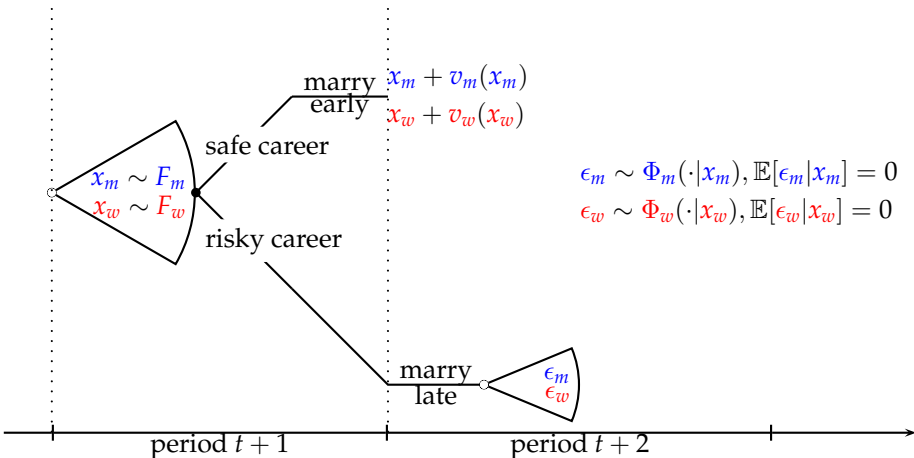 marry
early
x_m + v_m(x_m)
x_w + v_w(x_w)
safe career
x_m ∼ F_m
x_w ∼ F_w
ϵ_m ∼ Φ_m(·|x_m), 𝔼[ϵ_m|x_m] = 0
ϵ_w ∼ Φ_w(·|x_w), 𝔼[ϵ_w|x_w] = 0
risky career
marry
late
ϵ_m
ϵ_w
period t + 1
period t + 2